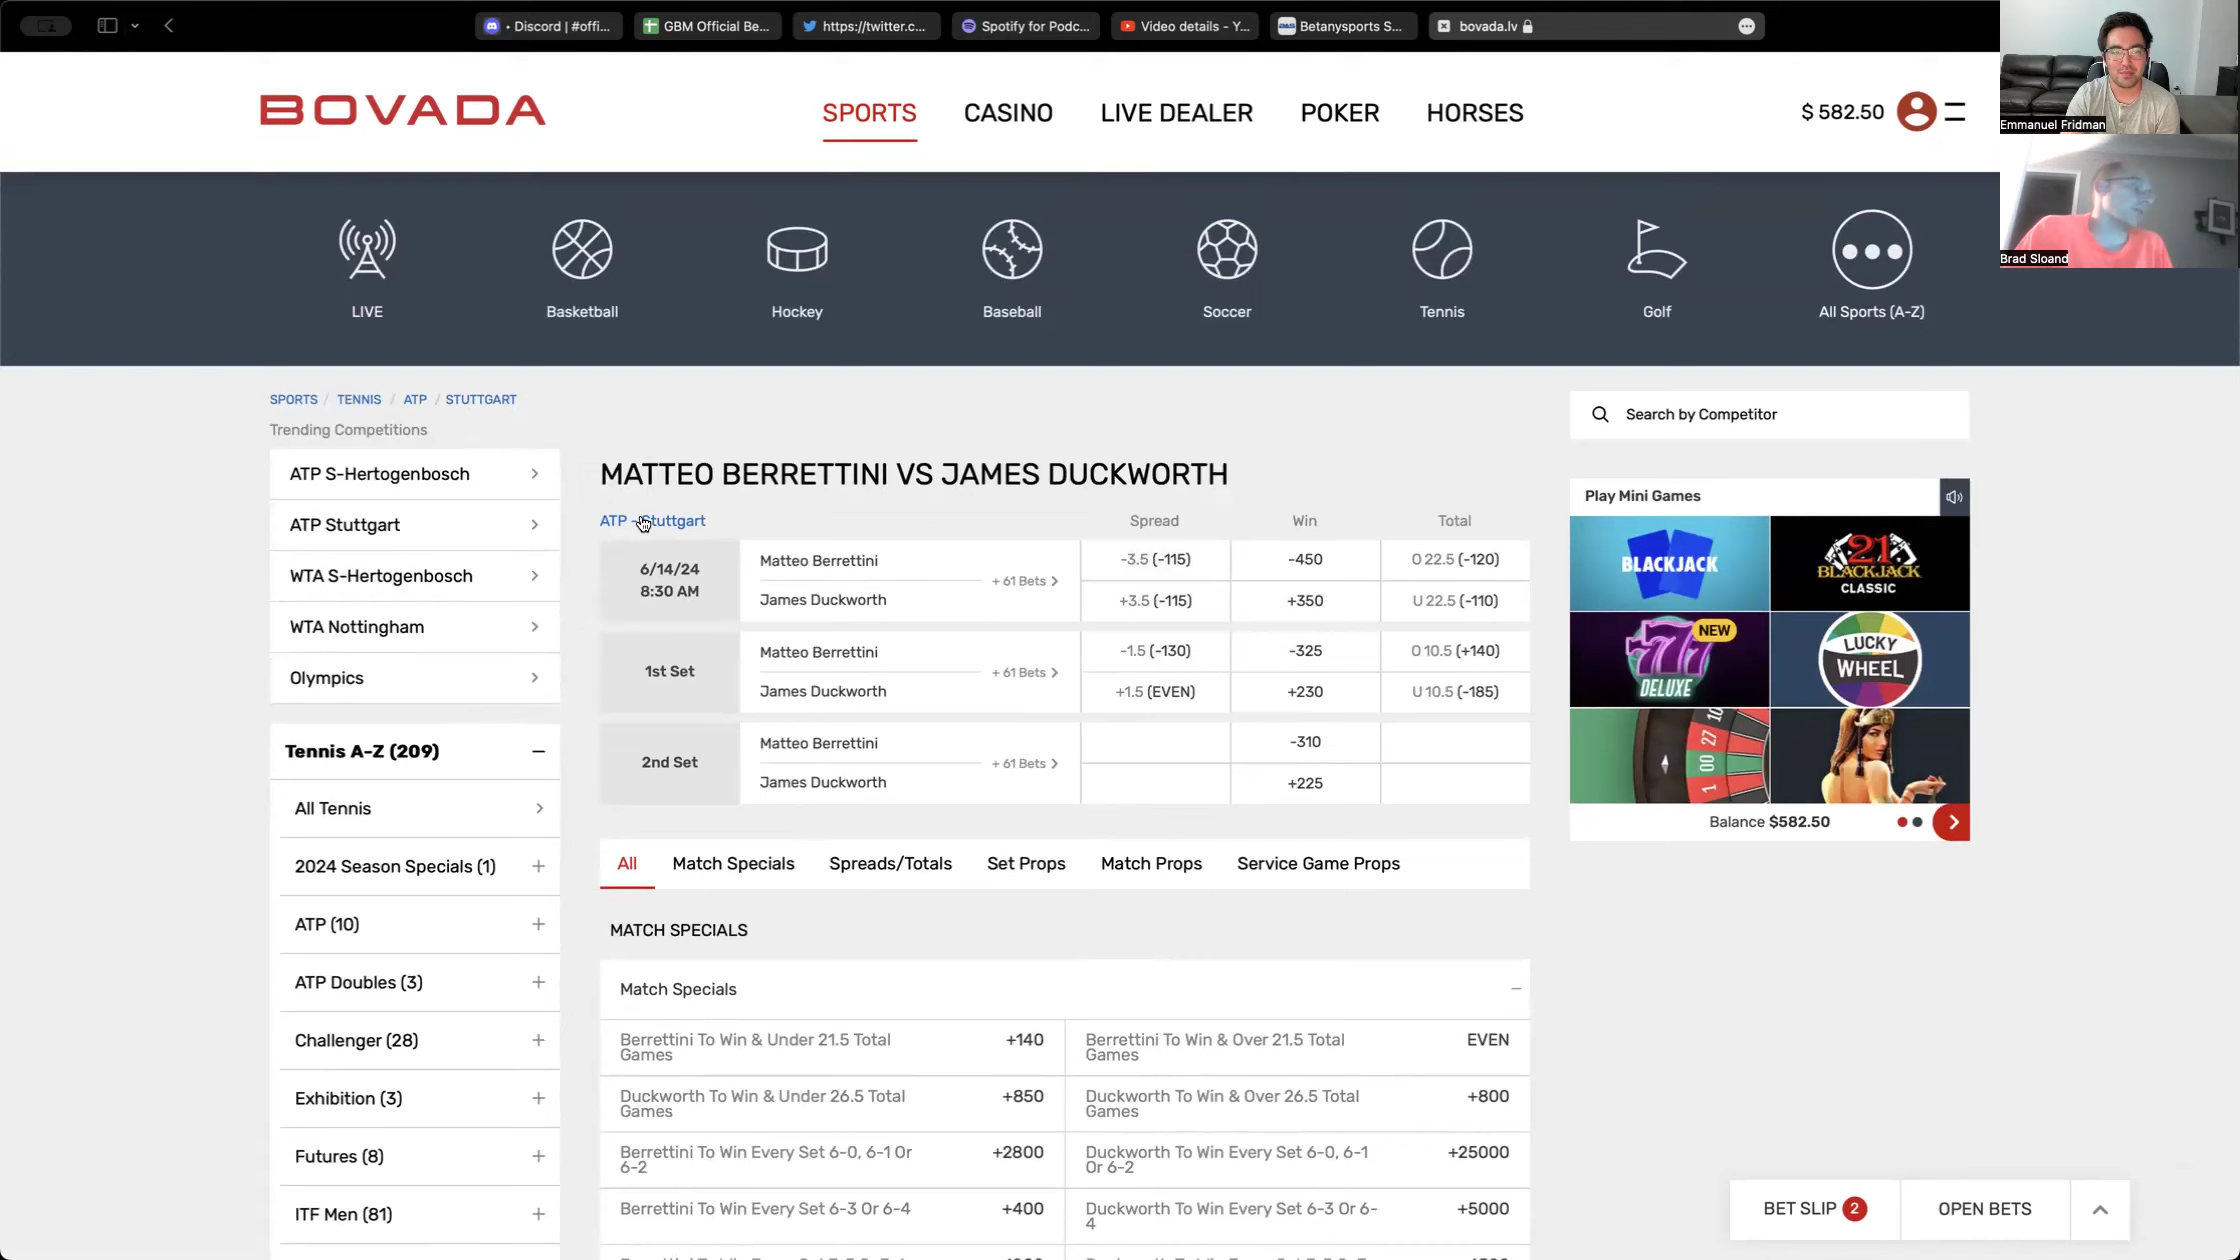 • Discord | #offi...
GBM Official Be...
https://twitter.c...
Spotify for Podc...
Video details - Y...
Betanysports S...
bovada.lv
Emmanuel Fridman
Brad Sloand
BOVADA
SPORTS
CASINO
LIVE DEALER
POKER
HORSES
$ 582.50
LIVE
Basketball
Hockey
Baseball
Soccer
Tennis
Golf
All Sports (A-Z)
SPORTS / TENNIS / ATP / STUTTGART
Trending Competitions
ATP S-Hertogenbosch
ATP Stuttgart
WTA S-Hertogenbosch
WTA Nottingham
Olympics
Tennis A-Z (209)
All Tennis
2024 Season Specials (1)
ATP (10)
ATP Doubles (3)
Challenger (28)
Exhibition (3)
Futures (8)
ITF Men (81)
MATTEO BERRETTINI VS JAMES DUCKWORTH
ATP - Stuttgart
Spread
Win
Total
6/14/24
8:30 AM
Matteo Berrettini
James Duckworth
+ 61 Bets
-3.5 (-115)
-450
O 22.5 (-120)
+3.5 (-115)
+350
U 22.5 (-110)
1st Set
Matteo Berrettini
James Duckworth
+ 61 Bets
-1.5 (-130)
-325
O 10.5 (+140)
+1.5 (EVEN)
+230
U 10.5 (-185)
2nd Set
Matteo Berrettini
James Duckworth
+ 61 Bets
-310
+225
All
Match Specials
Spreads/Totals
Set Props
Match Props
Service Game Props
MATCH SPECIALS
Match Specials
Berrettini To Win & Under 21.5 Total
Games
+140
Berrettini To Win & Over 21.5 Total
Games
EVEN
Duckworth To Win & Under 26.5 Total
Games
+850
Duckworth To Win & Over 26.5 Total
Games
+800
Berrettini To Win Every Set 6-0, 6-1 Or
6-2
+2800
Duckworth To Win Every Set 6-0, 6-1
Or 6-2
+25000
Berrettini To Win Every Set 6-3 Or 6-4
+400
Duckworth To Win Every Set 6-3 Or 6-
4
+5000
Search by Competitor
Play Mini Games
BLACKJACK
21
BLACKJACK
CLASSIC
777
NEW
DELUXE
LUCKY
WHEEL
10
27
00
1
Balance $582.50
BET SLIP 2
OPEN BETS